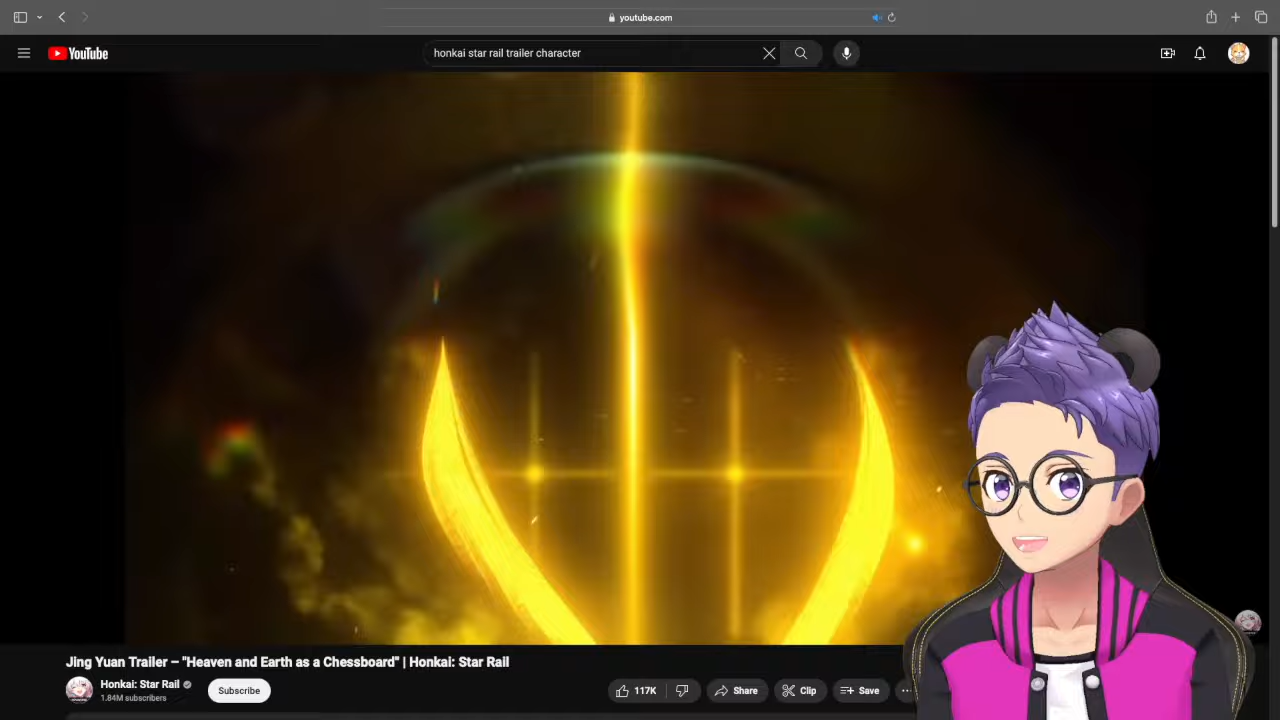 youtube.com
YouTube
honkai star rail trailer character
Jing Yuan Trailer – "Heaven and Earth as a Chessboard" | Honkai: Star Rail
Honkai: Star Rail
1.84M subscribers
Subscribe
117K
Share
Clip
Save